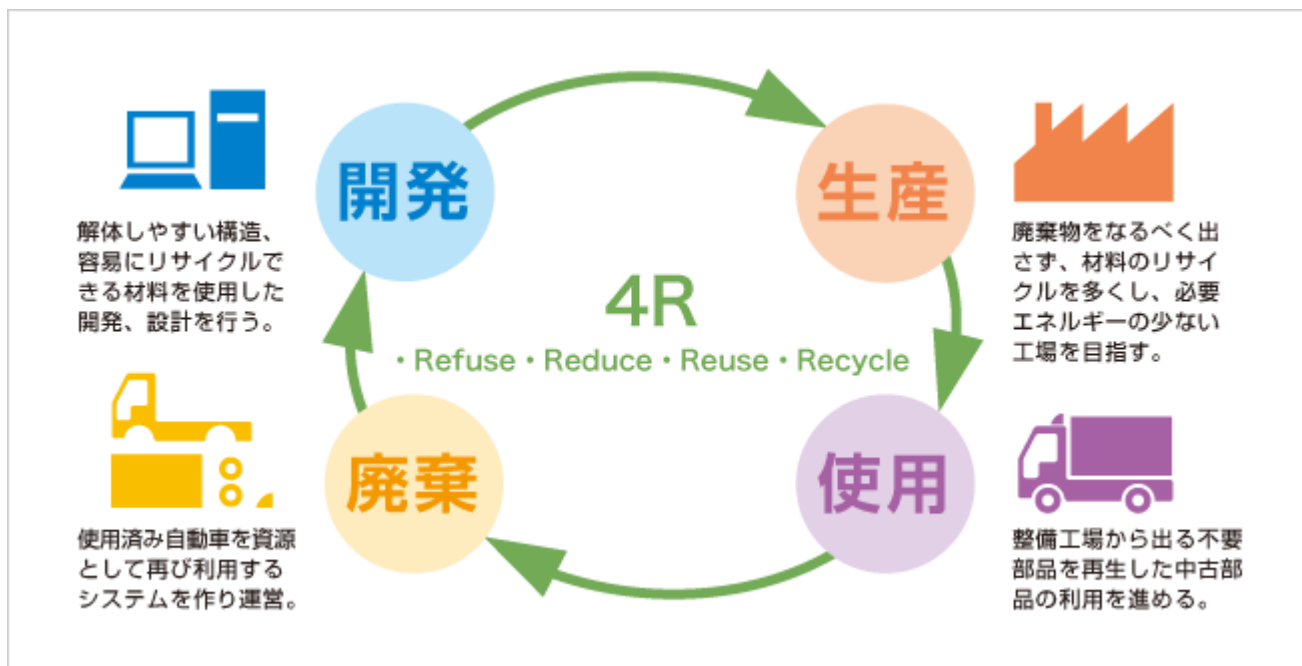 開発
解体しやすい構造、
容易にリサイクルで
きる材料を使用した
開発、設計を行う。
生産
廃棄物をなるべく出
さず、材料のリサイ
クルを多くし、必要
エネルギーの少ない
工場を目指す。
4R
・Refuse・Reduce・Reuse・Recycle
廃棄
使用済み自動車を資源
として再び利用する
システムを作り運営。
使用
整備工場から出る不要
部品を再生した中古部
品の利用を進める。